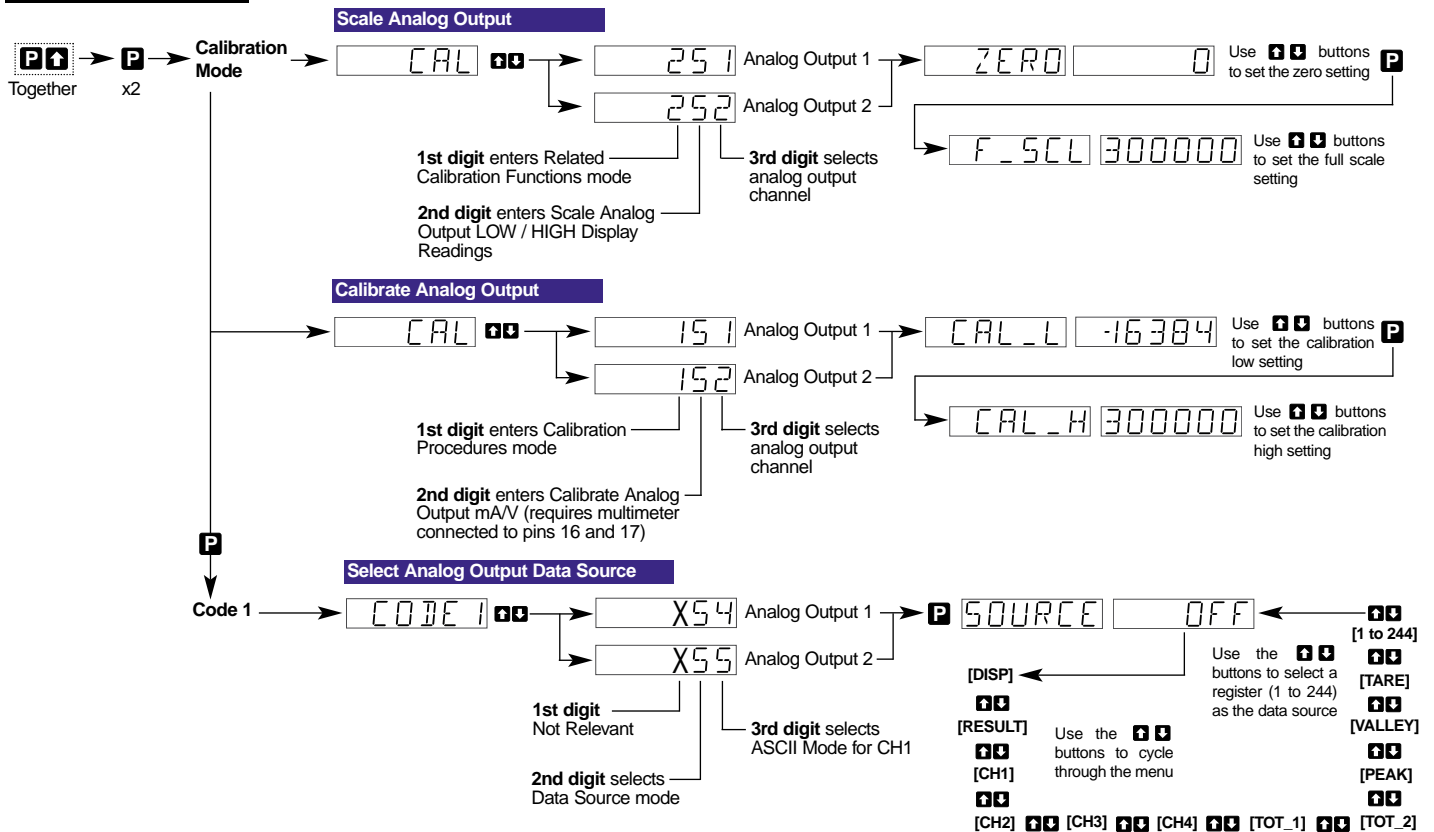 Scale Analog Output
P
Together
P
x2
Calibration
Mode
CAL
251 Analog Output 1
252 Analog Output 2
ZERO 0
Use buttons
to set the zero setting
P
F_SCL 300000
Use buttons
to set the full scale
setting
1st digit enters Related
Calibration Functions mode
2nd digit enters Scale Analog
Output LOW / HIGH Display
Readings
3rd digit selects
analog output
channel
Calibrate Analog Output
CAL
151 Analog Output 1
152 Analog Output 2
CAL_L -16384
Use buttons
to set the calibration
low setting
P
CAL_H 300000
Use buttons
to set the calibration
high setting
1st digit enters Calibration
Procedures mode
2nd digit enters Calibrate Analog
Output mA/V (requires multimeter
connected to pins 16 and 17)
3rd digit selects
analog output
channel
P
Select Analog Output Data Source
Code 1
CODE1
X54 Analog Output 1
X55 Analog Output 2
P SOURCE OFF
1st digit
Not Relevant
2nd digit selects
Data Source mode
3rd digit selects
ASCII Mode for CH1
[DISP]
[RESULT]
[CH1]
[CH2] [CH3] [CH4] [TOT_1] [TOT_2]
Use the
buttons to cycle
through the menu
Use the
buttons to select a
register (1 to 244)
as the data source
[1 to 244]
[TARE]
[VALLEY]
[PEAK]